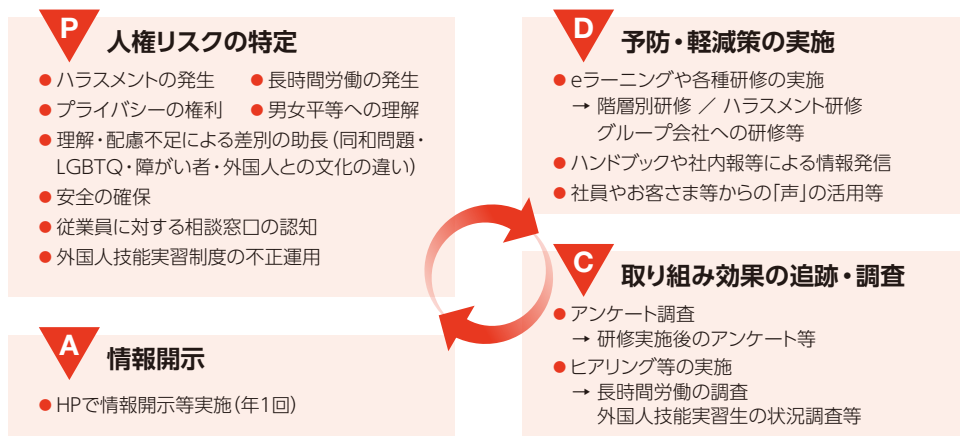 P
人権リスクの特定
● ハラスメントの発生 ● 長時間労働の発生
● プライバシーの権利 ● 男女平等への理解
● 理解・配慮不足による差別の助長（同和問題・
LGBTQ・障がい者・外国人との文化の違い）
● 安全の確保
● 従業員に対する相談窓口の認知
● 外国人技能実習制度の不正運用
D
予防・軽減策の実施
● eラーニングや各種研修の実施
→ 階層別研修 ／ ハラスメント研修
グループ会社への研修等
● ハンドブックや社内報等による情報発信
● 社員やお客さま等からの「声」の活用等
C
取り組み効果の追跡・調査
● アンケート調査
→ 研修実施後のアンケート等
● ヒアリング等の実施
→ 長時間労働の調査
外国人技能実習生の状況調査等
A
情報開示
● HPで情報開示等実施（年1回）